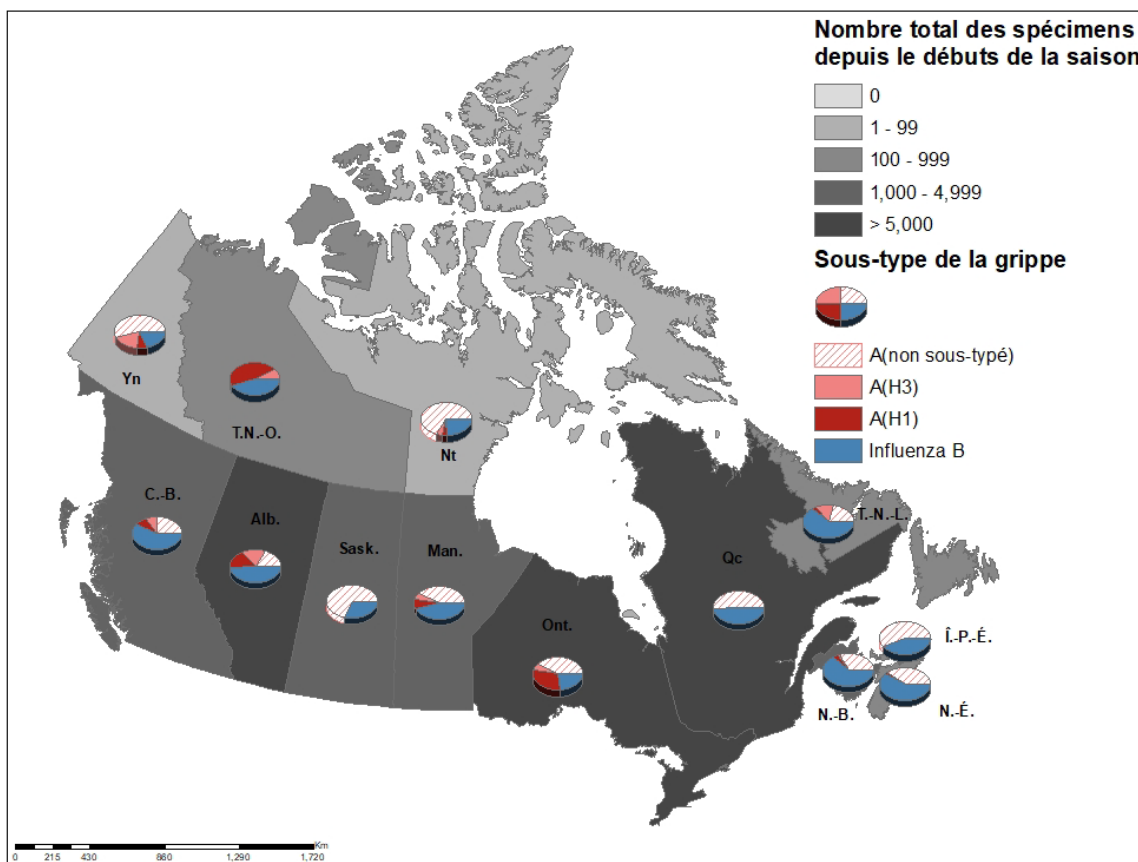 Nombre total des spécimens
depuis le débuts de la saison
0
1 - 99
100 - 999
1,000 - 4,999
> 5,000
Sous-type de la grippe
A(non sous-typé)
A(H3)
A(H1)
Influenza B
Yn
T.N.-O.
Nt
C.-B.
Alb.
Sask.
Man.
Ont.
Qc
T.-N.-L.
Î.-P.-É.
N.-B.
N.-É.
Km
0 215 430 860 1,290 1,720